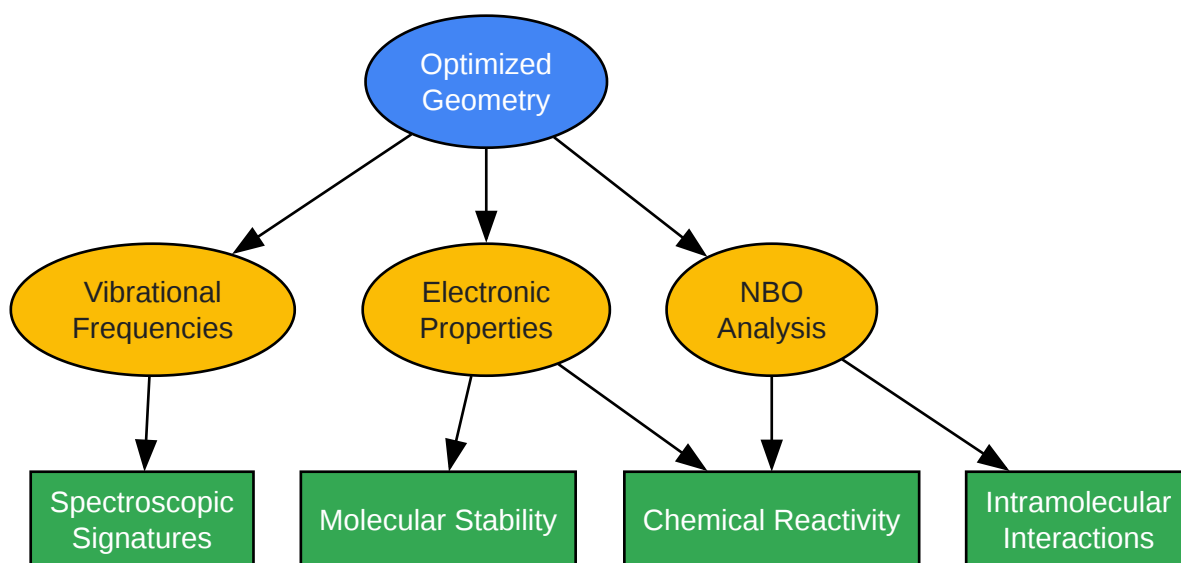 Optimized
Geometry
Vibrational
Frequencies
Electronic
Properties
NBO
Analysis
Spectroscopic
Signatures
Molecular Stability
Chemical Reactivity
Intramolecular
Interactions